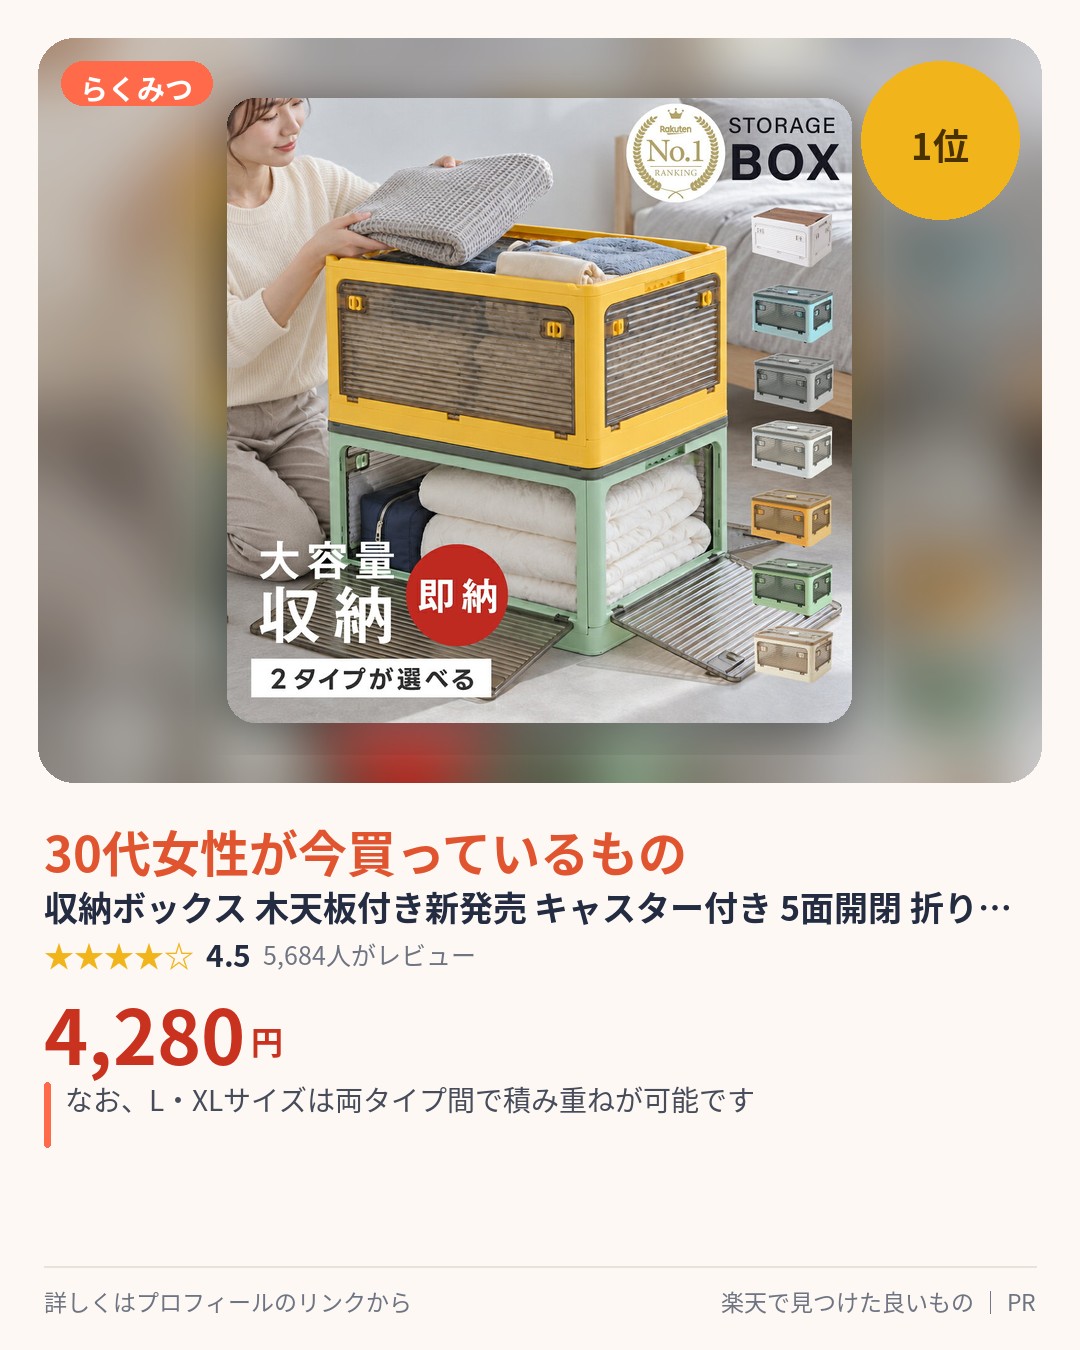 らくみつ
1位
Rakuten
No.1
RANKING
STORAGE
BOX
大容量
収納
即納
2タイプが選べる
30代女性が今買っているもの
収納ボックス 木天板付き新発売 キャスター付き 5面開閉 折り…
★★★★☆ 4.5 5,684人がレビュー
4,280円
なお、L・XLサイズは両タイプ間で積み重ねが可能です
詳しくはプロフィールのリンクから
楽天で見つけた良いもの｜PR